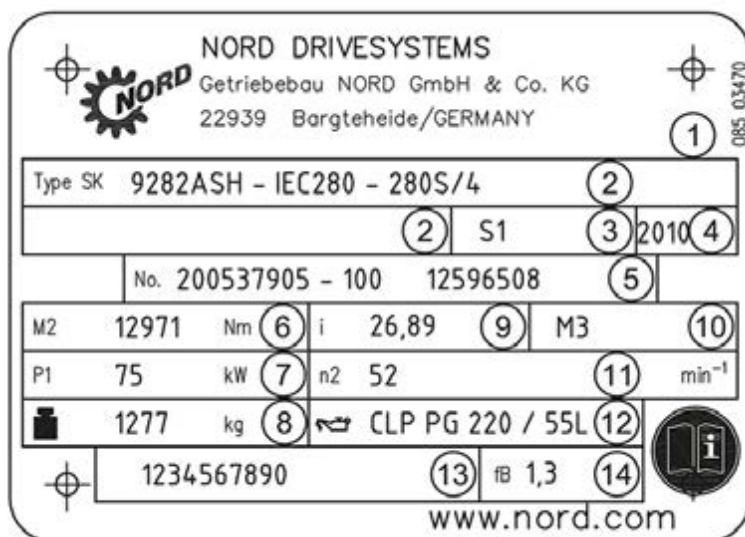 NORD DRIVESYSTEMS
NORD
Getriebebau NORD GmbH & Co. KG
22939 Bargteheide/GERMANY
085 03470
1
Type SK 9282ASH - IEC280 - 280S/4 2
2 S1 3 2010 4
No. 200537905 - 100 12596508 5
M2 12971 Nm 6 i 26,89 9 M3 10
P1 75 kW 7 n2 52 11 min⁻¹
1277 kg 8 CLP PG 220 / 55L 12
i
1234567890 13 fB 1,3 14
www.nord.com